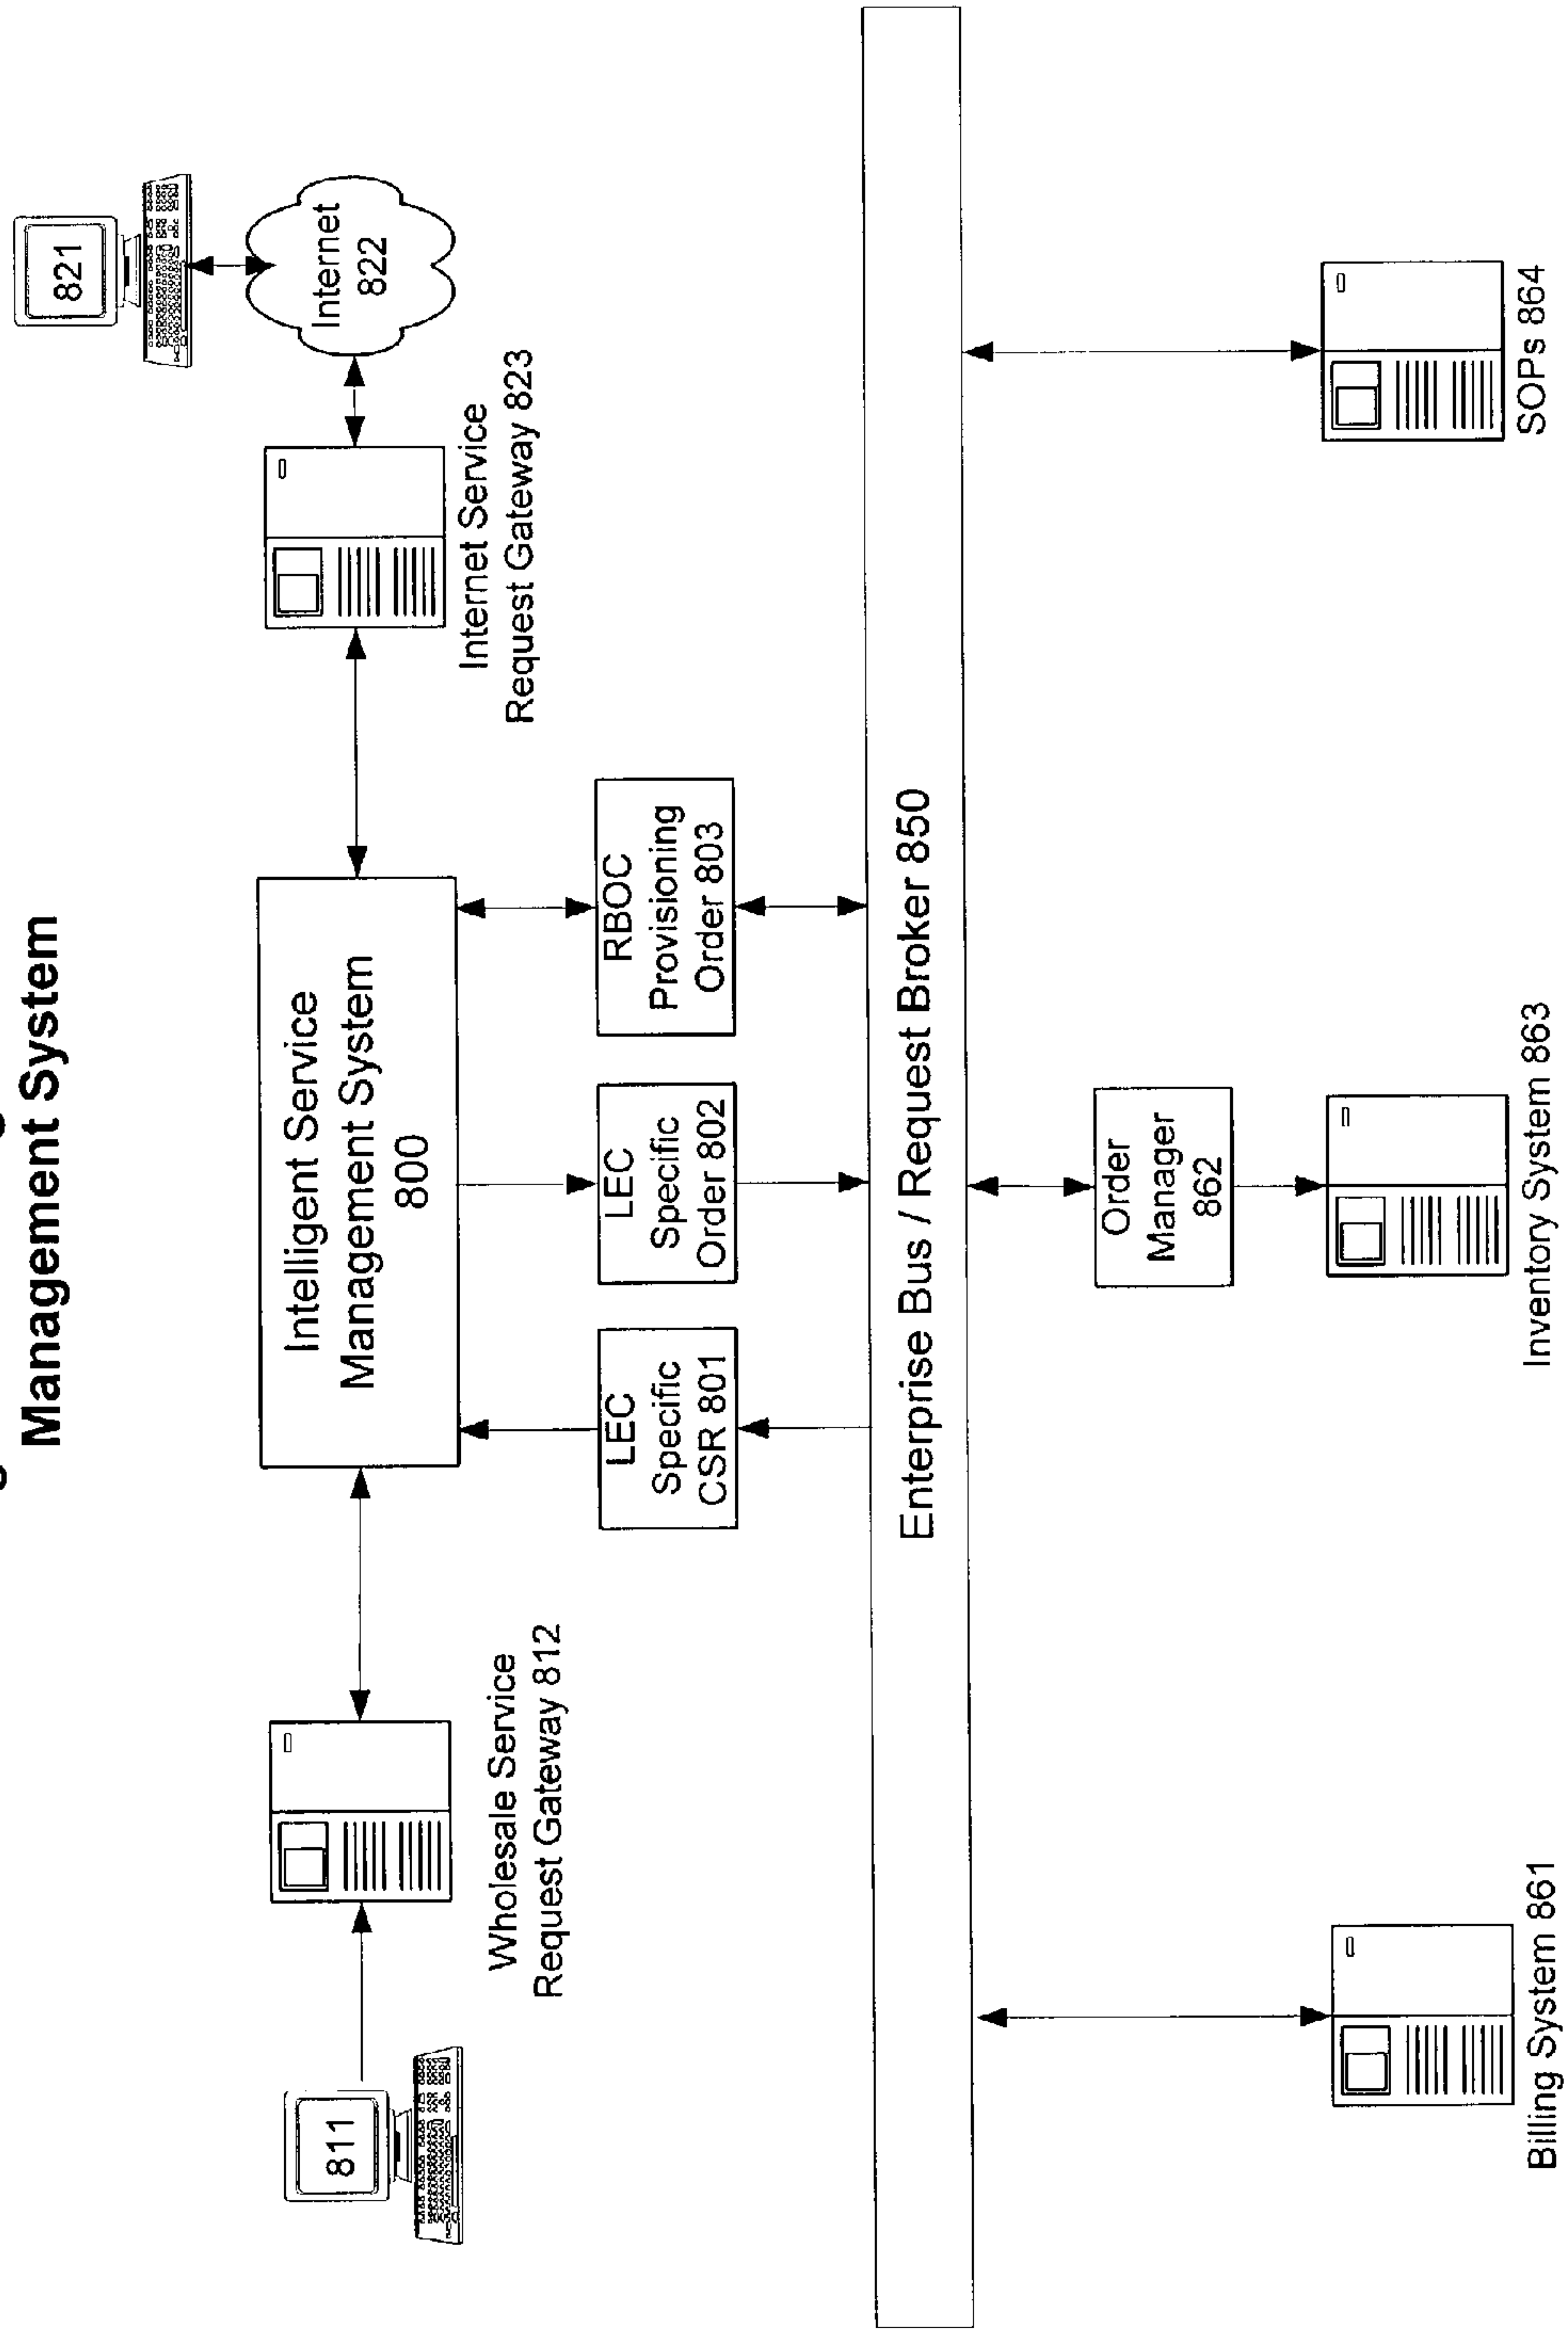 Management System
821
Internet
822
Internet Service
Request Gateway 823
Intelligent Service
Management System
800
811
Wholesale Service
Request Gateway 812
LEC
Specific
CSR 801
LEC
Specific
Order 802
RBOC
Provisioning
Order 803
Enterprise Bus / Request Broker 850
Order
Manager
862
Billing System 861
Inventory System 863
SOPs 864